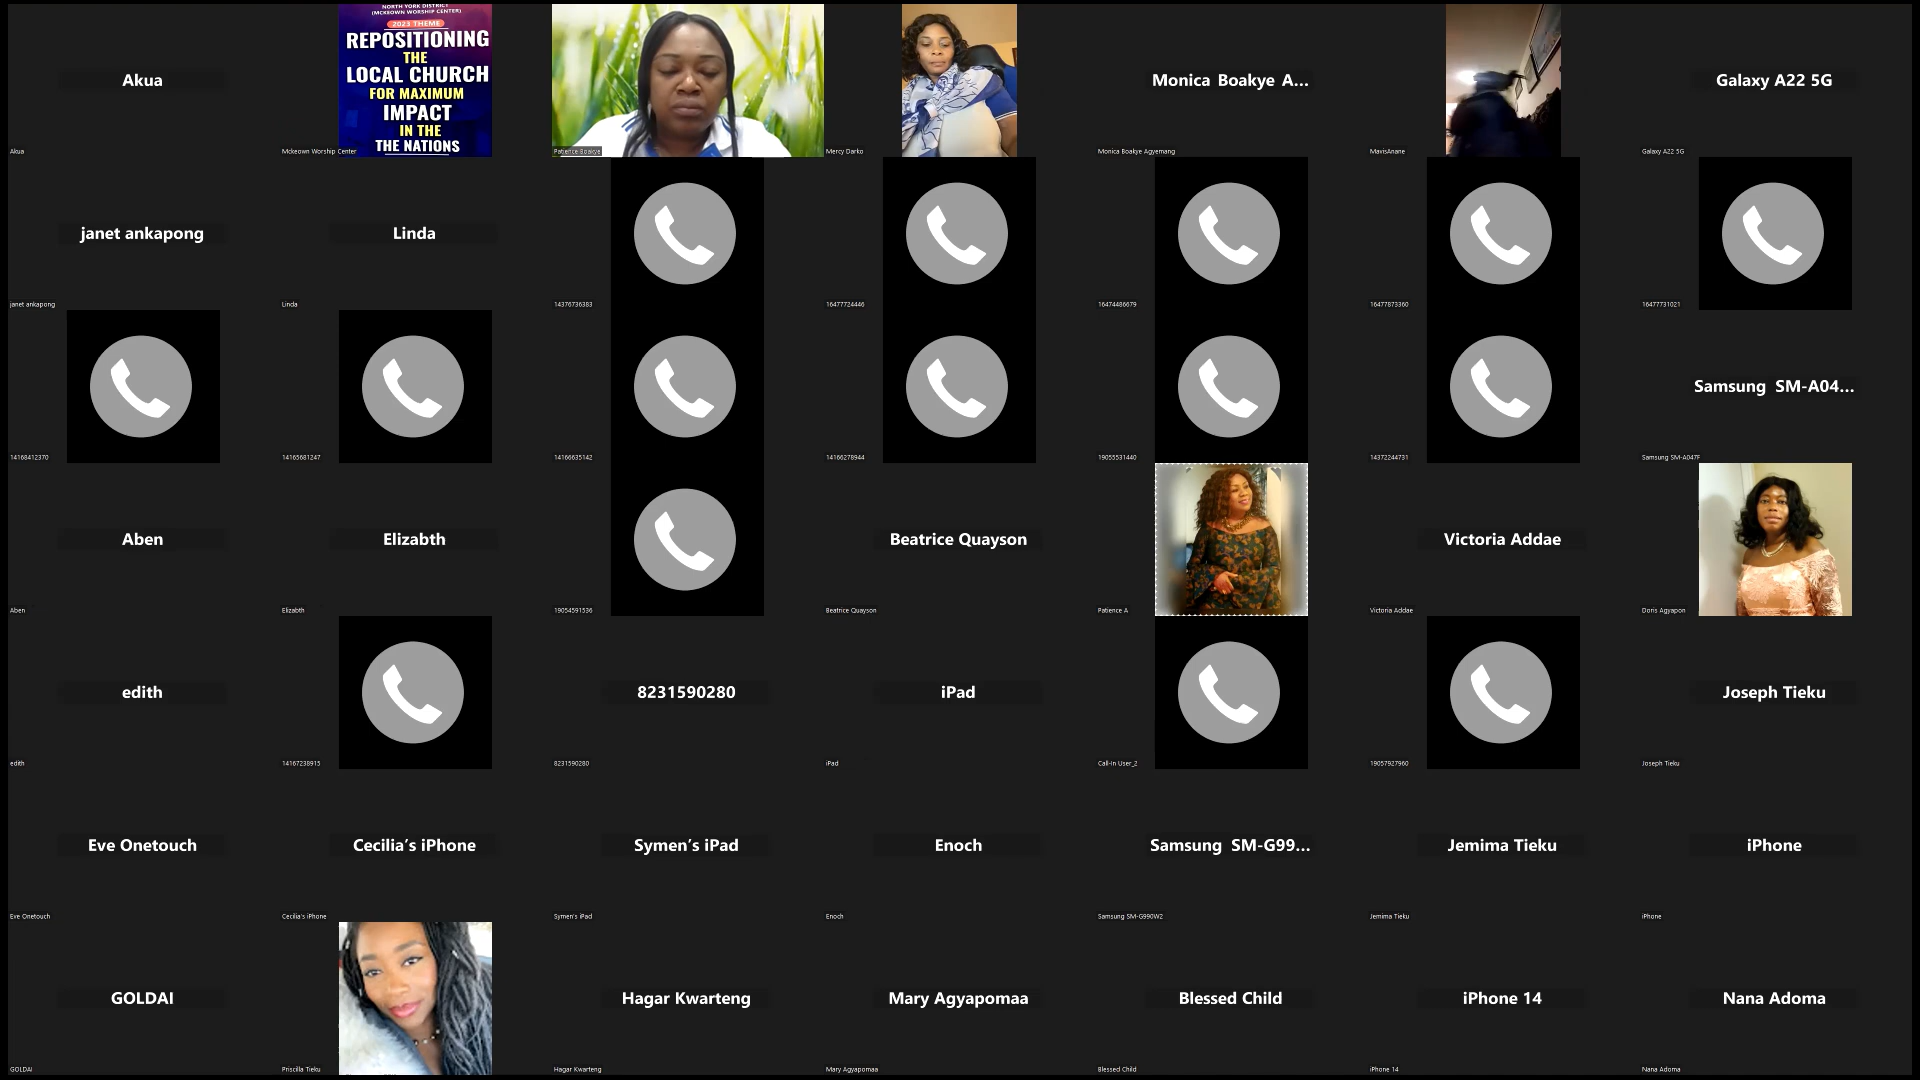 Akua
Akua
NORTH YORK DISTRICT
(MCKEOWN WORSHIP CENTER)
2023 THEME
REPOSITIONING
THE
LOCAL CHURCH
FOR MAXIMUM
IMPACT
IN THE
THE NATIONS
Mckeown Worship Center
Patience Boakye
Mercy Darko
Monica Boakye A...
Monica Boakye Agyemang
MavisAnane
Galaxy A22 5G
Galaxy A22 5G
janet ankapong
janet ankapong
Linda
Linda
14376736383
16477724446
16474486679
16477873360
16477731021
14168412370
14165681247
14166635142
14166278944
19055531440
14372244731
Samsung SM-A04...
Samsung SM-A047F
Aben
Aben
Elizabth
Elizabth
19054591536
Beatrice Quayson
Beatrice Quayson
Patience A
Victoria Addae
Victoria Addae
Doris Agyapon
edith
edith
14167238915
8231590280
8231590280
iPad
iPad
Call-In User_2
19057927960
Joseph Tieku
Joseph Tieku
Eve Onetouch
Eve Onetouch
Cecilia’s iPhone
Cecilia’s iPhone
Symen’s iPad
Symen’s iPad
Enoch
Enoch
Samsung SM-G99...
Samsung SM-G990W2
Jemima Tieku
Jemima Tieku
iPhone
iPhone
GOLDAI
GOLDAI
Priscilla Tieku
Hagar Kwarteng
Hagar Kwarteng
Mary Agyapomaa
Mary Agyapomaa
Blessed Child
Blessed Child
iPhone 14
iPhone 14
Nana Adoma
Nana Adoma